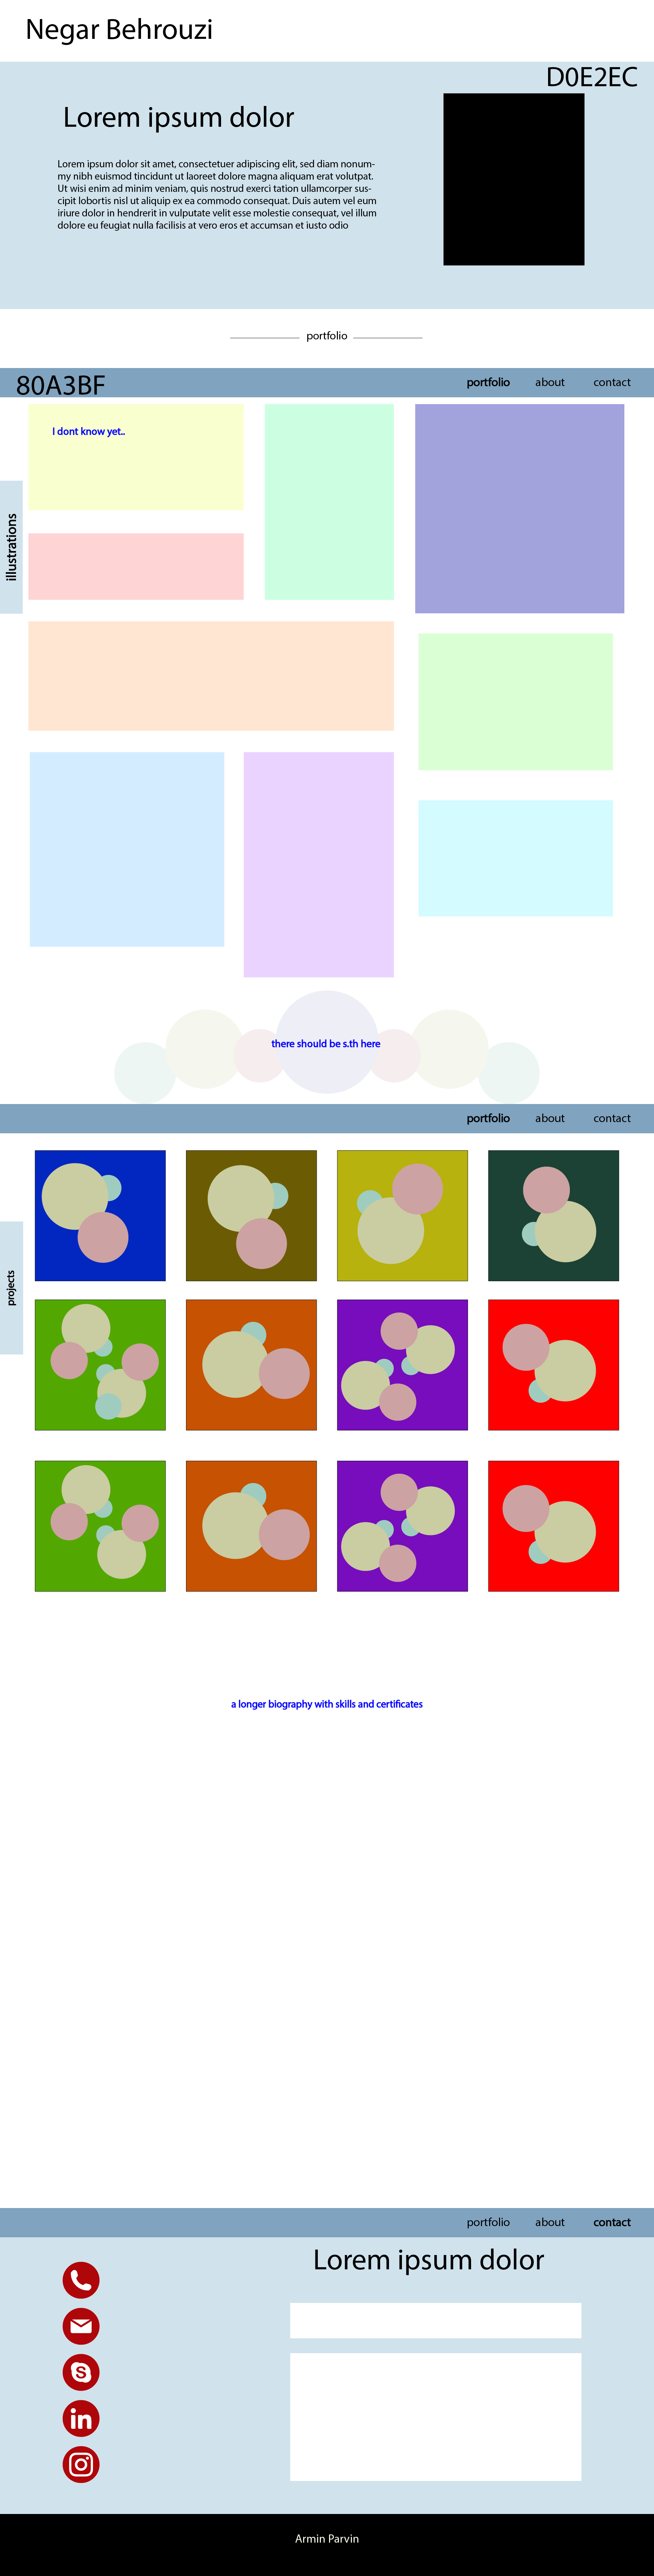 Negar Behrouzi
D0E2EC
Lorem ipsum dolor
Lorem ipsum dolor sit amet, consectetuer adipiscing elit, sed diam nonum-
my nibh euismod tincidunt ut laoreet dolore magna aliquam erat volutpat.
Ut wisi enim ad minim veniam, quis nostrud exerci tation ullamcorper sus-
cipit lobortis nisl ut aliquip ex ea commodo consequat. Duis autem vel eum
iriure dolor in hendrerit in vulputate velit esse molestie consequat, vel illum
dolore eu feugiat nulla facilisis at vero eros et accumsan et iusto odio
portfolio
80A3BF
portfolio about contact
I dont know yet..
illustrations
there should be s.th here
portfolio about contact
projects
a longer biography with skills and certificates
portfolio about contact
Lorem ipsum dolor
S
in
Armin Parvin